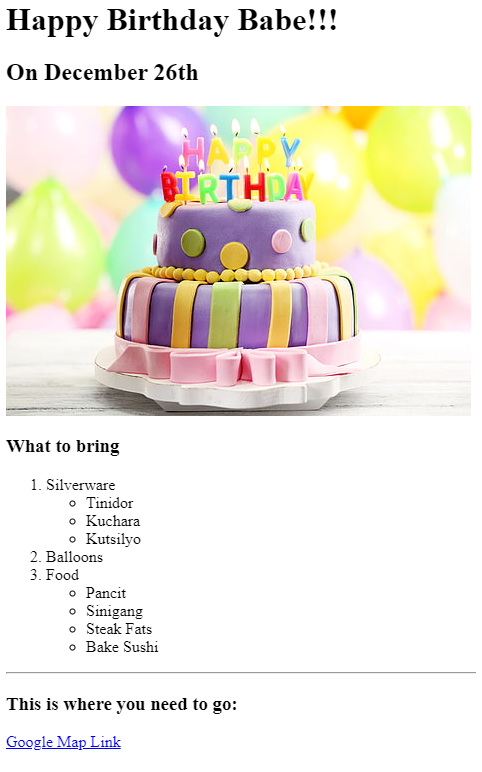 Happy Birthday Babe!!!
On December 26th
HAPPY
BIRTHDAY
What to bring
1. Silverware
Tinidor
Kuchara
Kutsilyo
2. Balloons
3. Food
Pancit
Sinigang
Steak Fats
Bake Sushi
This is where you need to go:
Google Map Link